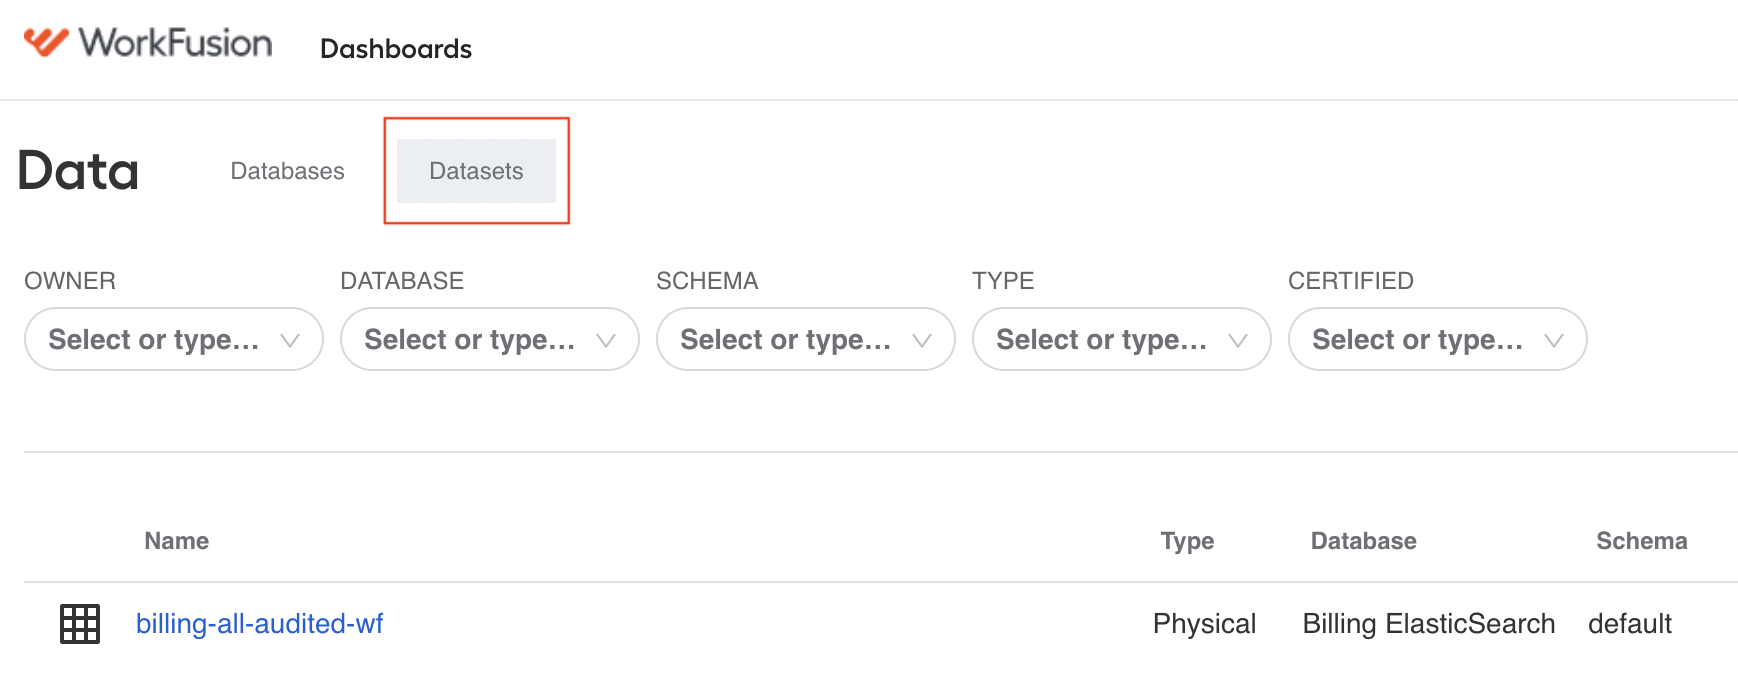 WorkFusion Dashboards
Data Databases Datasets
OWNER DATABASE SCHEMA TYPE CERTIFIED
Select or type... Select or type... Select or type... Select or type... Select or type...
Name Type Database Schema
billing-all-audited-wf Physical Billing ElasticSearch default